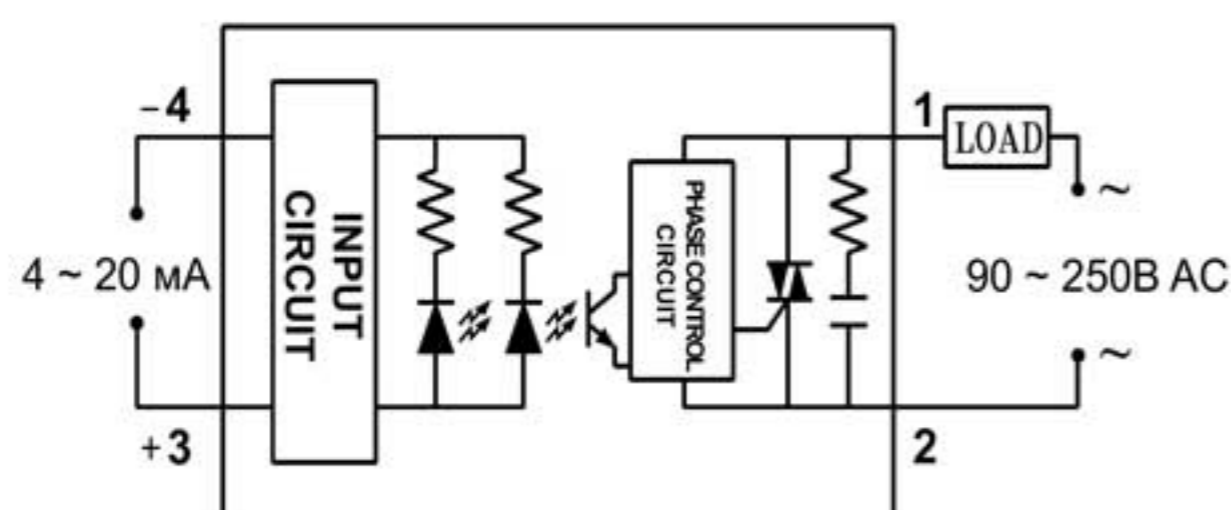 −4
1
LOAD
~
INPUT
CIRCUIT
PHASE CONTROL
CIRCUIT
4 ~ 20 мА
90 ~ 250В AC
~
+3
2